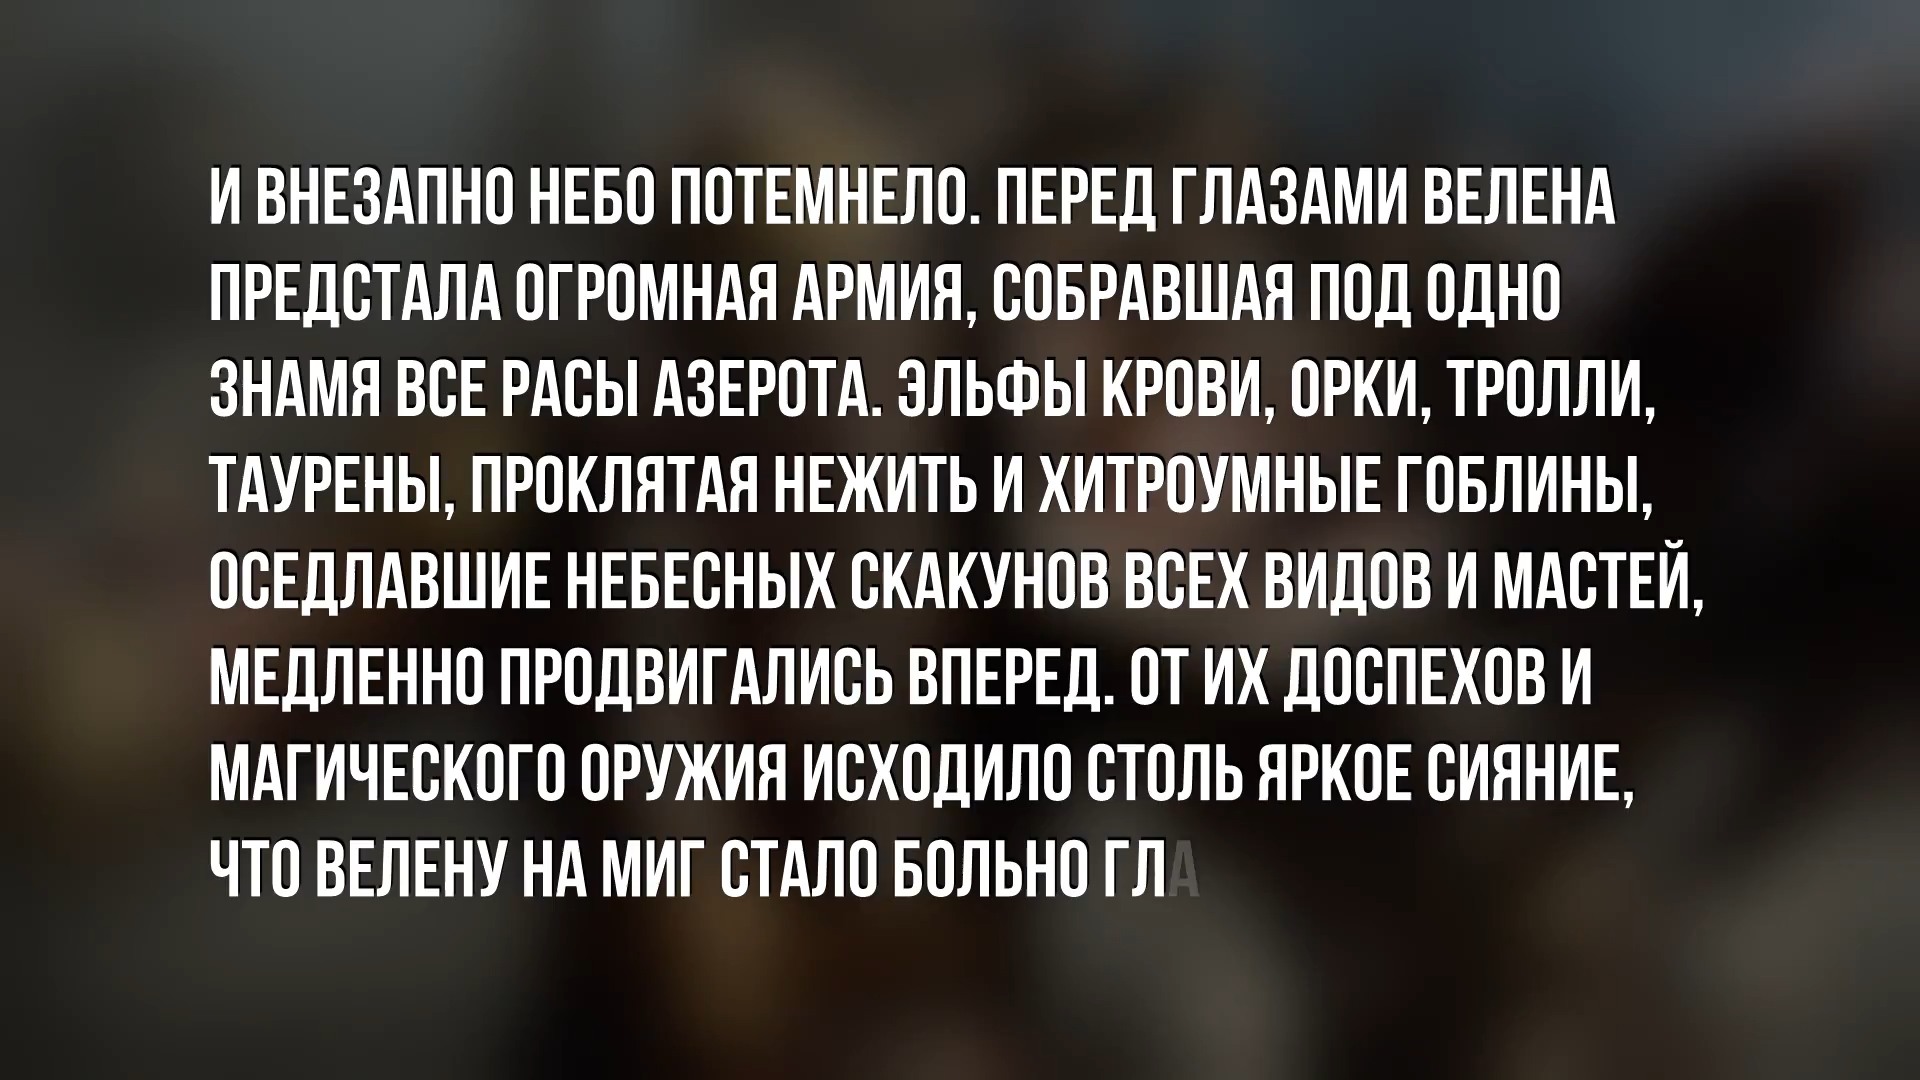 И ВНЕЗАПНО НЕБО ПОТЕМНЕЛО. ПЕРЕД ГЛАЗАМИ ВЕЛЕНА
ПРЕДСТАЛА ОГРОМНАЯ АРМИЯ, СОБРАВШАЯ ПОД ОДНО
ЗНАМЯ ВСЕ РАСЫ АЗЕРОТА. ЭЛЬФЫ КРОВИ, ОРКИ, ТРОЛЛИ,
ТАУРЕНЫ, ПРОКЛЯТАЯ НЕЖИТЬ И ХИТРОУМНЫЕ ГОБЛИНЫ,
ОСЕДЛАВШИЕ НЕБЕСНЫХ СКАКУНОВ ВСЕХ ВИДОВ И МАСТЕЙ,
МЕДЛЕННО ПРОДВИГАЛИСЬ ВПЕРЕД. ОТ ИХ ДОСПЕХОВ И
МАГИЧЕСКОГО ОРУЖИЯ ИСХОДИЛО СТОЛЬ ЯРКОЕ СИЯНИЕ,
ЧТО ВЕЛЕНУ НА МИГ СТАЛО БОЛЬНО ГЛА